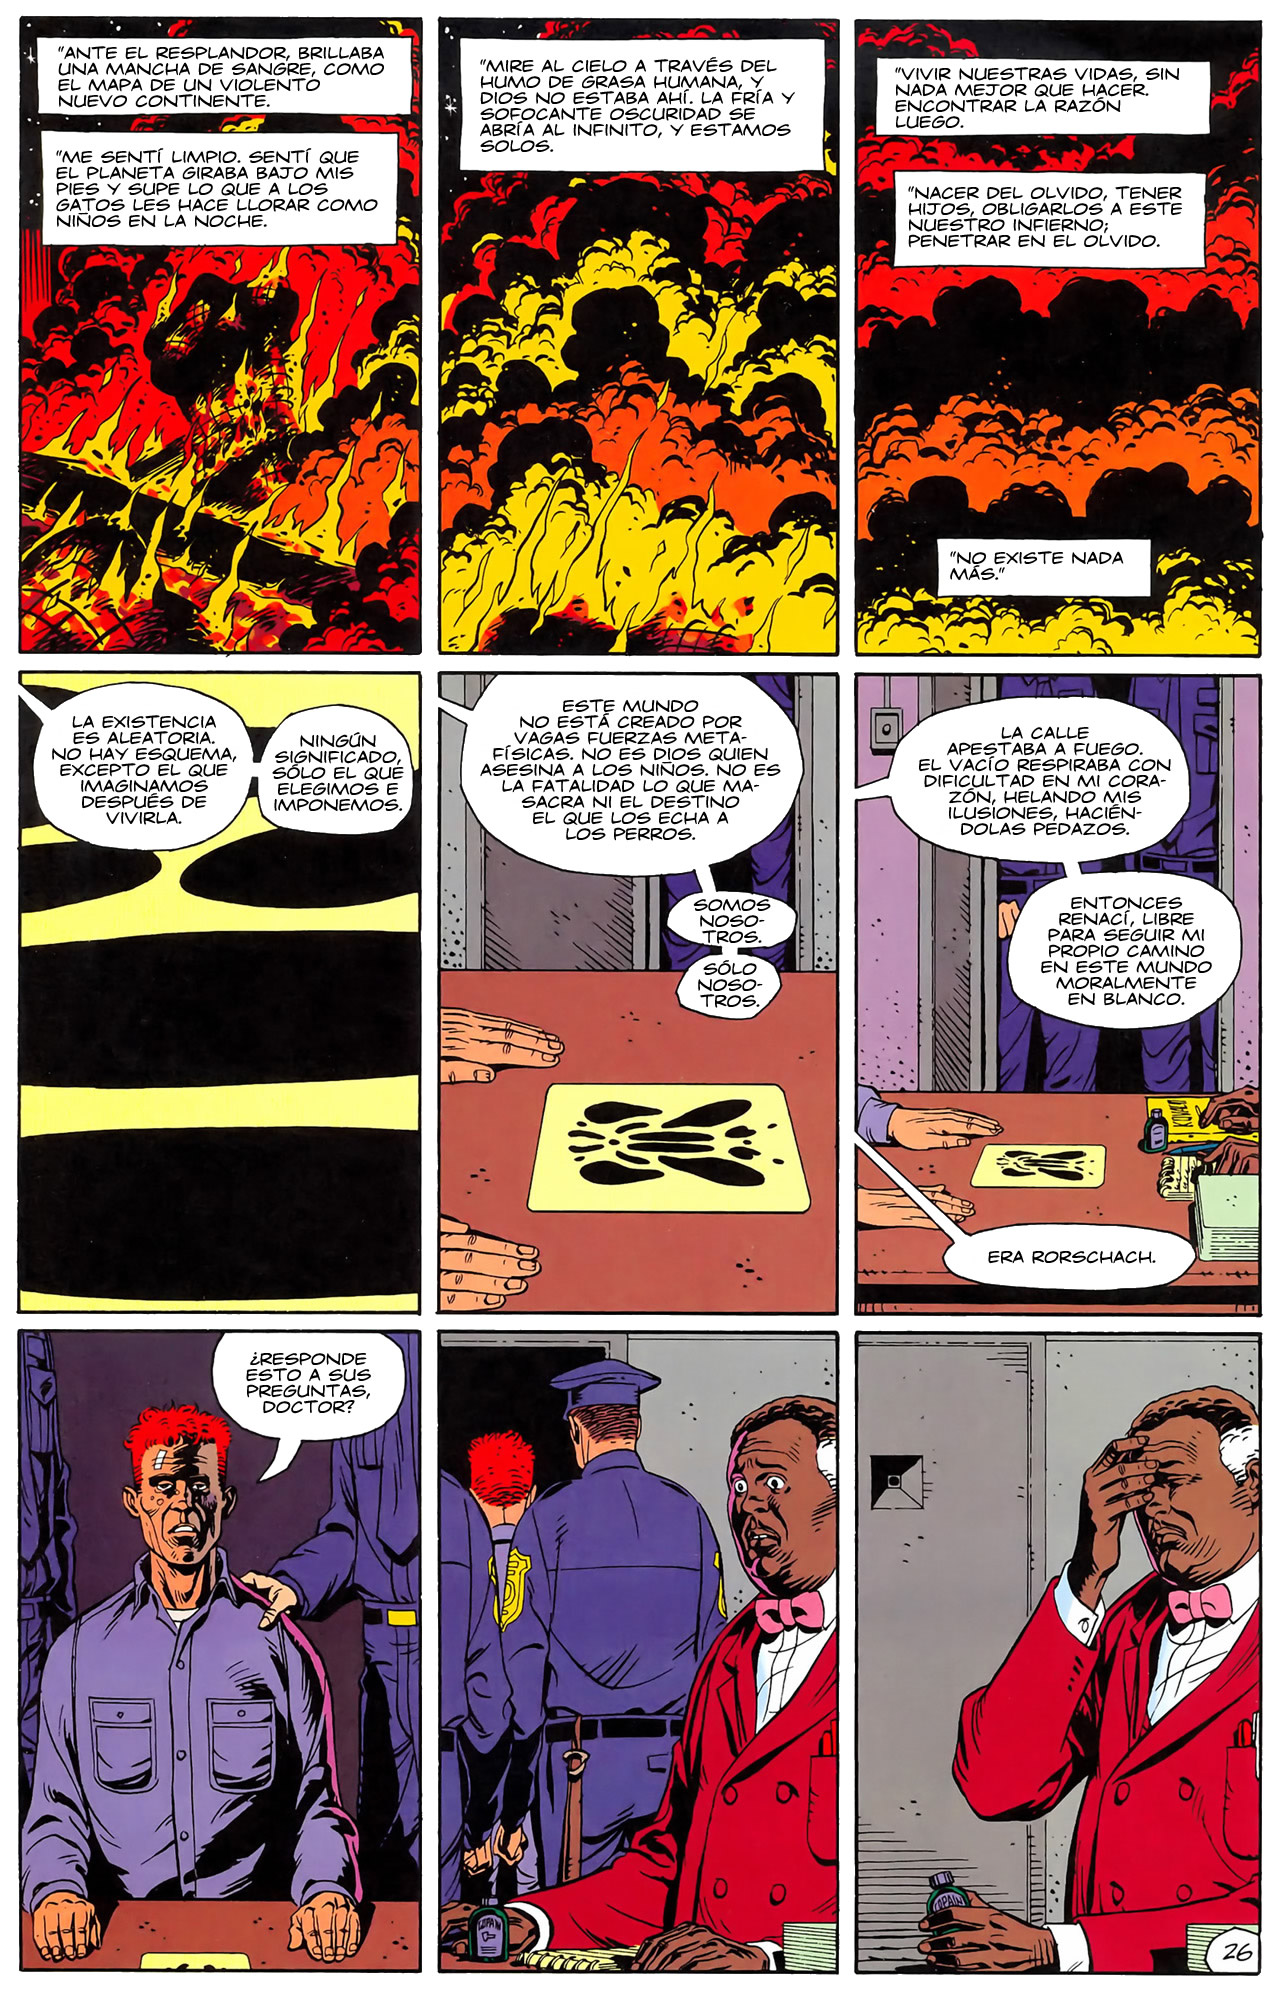 "ANTE EL RESPLANDOR, BRILLABA
UNA MANCHA DE SANGRE, COMO
EL MAPA DE UN VIOLENTO
NUEVO CONTINENTE.
"ME SENTÍ LIMPIO. SENTÍ QUE
EL PLANETA GIRABA BAJO MIS
PIES Y SUPE LO QUE A LOS
GATOS LES HACE LLORAR COMO
NIÑOS EN LA NOCHE.
"MIRE AL CIELO A TRAVÉS DEL
HUMO DE GRASA HUMANA, Y
DIOS NO ESTABA AHÍ. LA FRÍA Y
SOFOCANTE OSCURIDAD SE
ABRÍA AL INFINITO, Y ESTAMOS
SOLOS.
"VIVIR NUESTRAS VIDAS, SIN
NADA MEJOR QUE HACER.
ENCONTRAR LA RAZÓN
LUEGO.
"NACER DEL OLVIDO, TENER
HIJOS, OBLIGARLOS A ESTE
NUESTRO INFIERNO;
PENETRAR EN EL OLVIDO.
"NO EXISTE NADA
MÁS."
LA EXISTENCIA
ES ALEATORIA.
NO HAY ESQUEMA,
EXCEPTO EL QUE
IMAGINAMOS
DESPUÉS DE
VIVIRLA.
NINGÚN
SIGNIFICADO,
SÓLO EL QUE
ELEGIMOS E
IMPONEMOS.
ESTE MUNDO
NO ESTÁ CREADO POR
VAGAS FUERZAS META-
FÍSICAS. NO ES DIOS QUIEN
ASESINA A LOS NIÑOS. NO ES
LA FATALIDAD LO QUE MA-
SACRA NI EL DESTINO
EL QUE LOS ECHA A
LOS PERROS.
SOMOS
NOSO-
TROS.
SÓLO
NOSO-
TROS.
LA CALLE
APESTABA A FUEGO.
EL VACÍO RESPIRABA CON
DIFICULTAD EN MI CORA-
ZÓN, HELANDO MIS
ILUSIONES, HACIÉN-
DOLAS PEDAZOS.
ENTONCES
RENACÍ, LIBRE
PARA SEGUIR MI
PROPIO CAMINO
EN ESTE MUNDO
MORALMENTE
EN BLANCO.
ERA RORSCHACH.
¿RESPONDE
ESTO A SUS
PREGUNTAS,
DOCTOR?
26